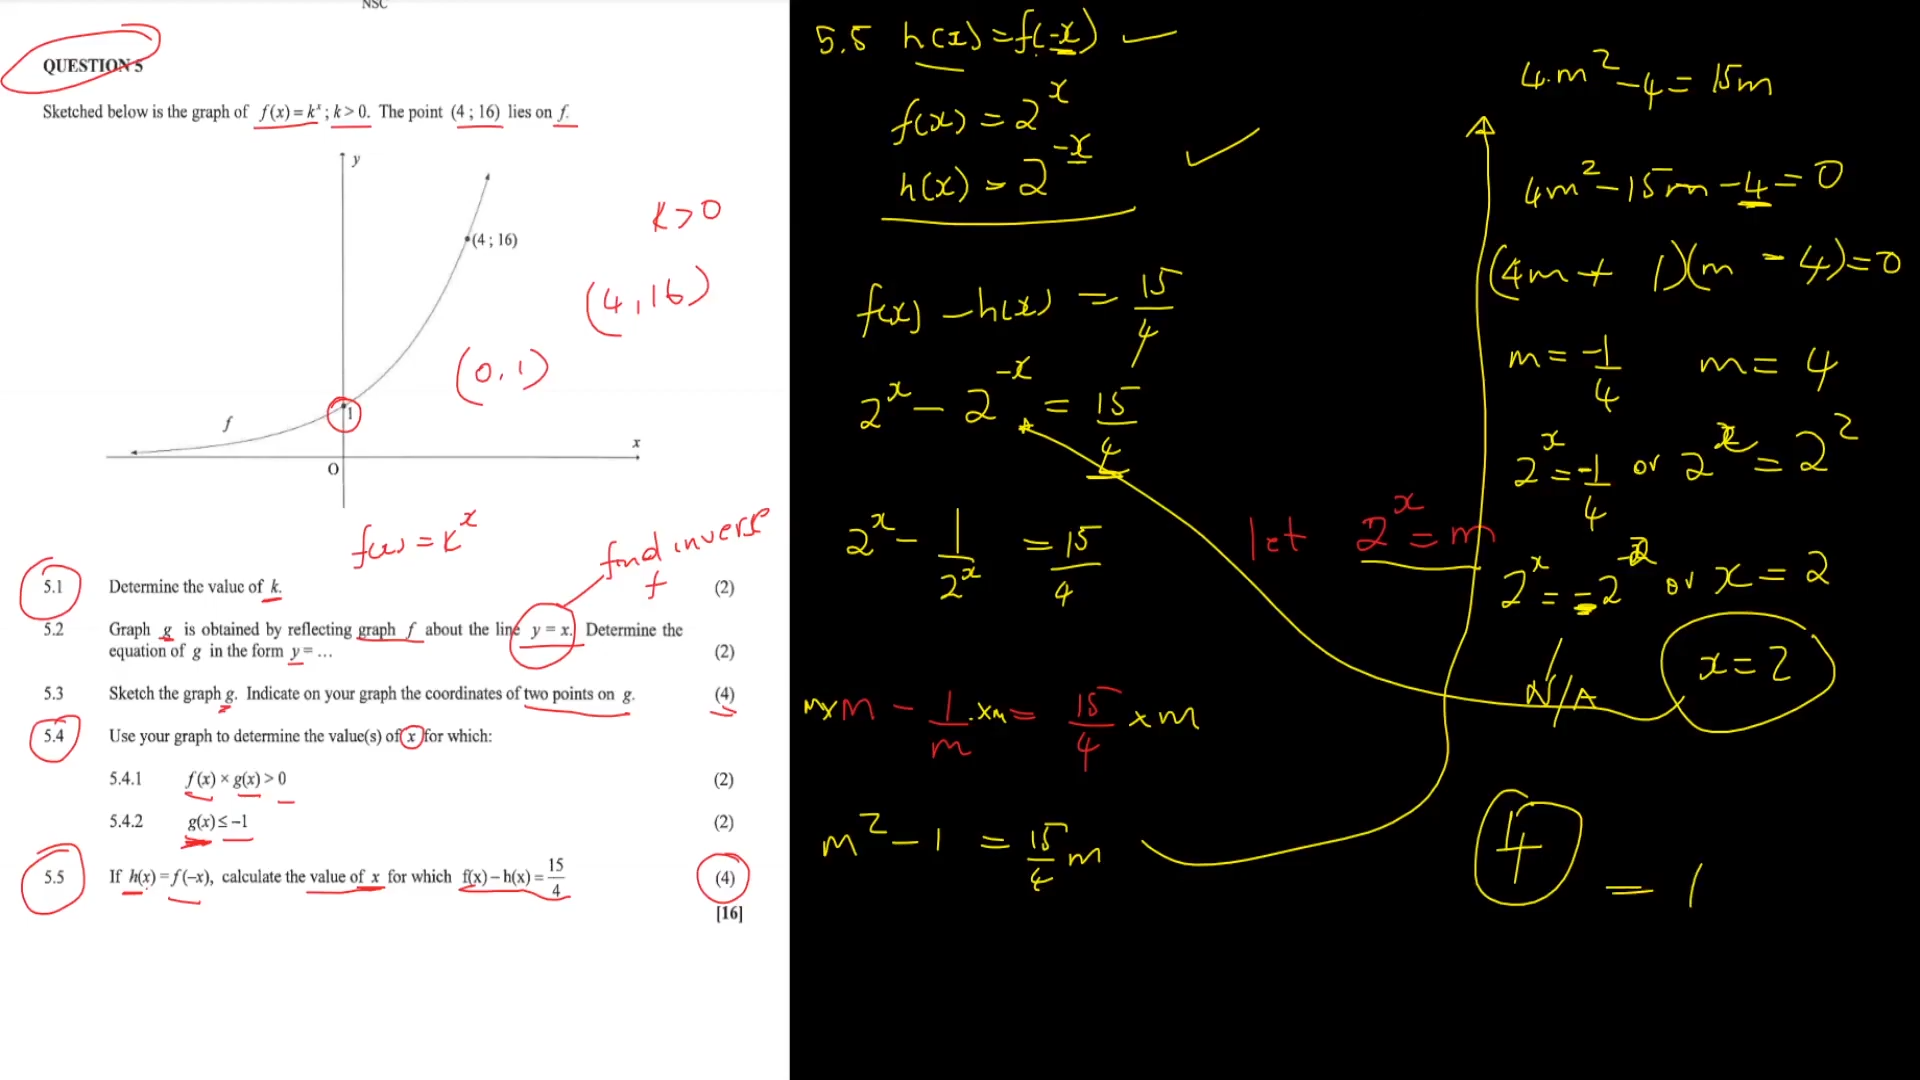 NSC
QUESTION 5
Sketched below is the graph of f(x) = k^x ; k > 0. The point (4 ; 16) lies on f.
y
(4 ; 16)
k > 0
(4, 16)
(0, 1)
1
f
x
O
f(x) = k^x
find inverse
f
5.1 Determine the value of k. (2)
5.2 Graph g is obtained by reflecting graph f about the line y = x. Determine the
equation of g in the form y = ... (2)
5.3 Sketch the graph g. Indicate on your graph the coordinates of two points on g. (4)
5.4 Use your graph to determine the value(s) of x for which:
5.4.1 f(x) × g(x) > 0 (2)
5.4.2 g(x) ≤ –1 (2)
5.5 If h(x) = f(–x), calculate the value of x for which f(x) – h(x) = 15/4 (4)
[16]
5.5 h(x) = f(-x) ✓
f(x) = 2^x
h(x) = 2^-x ✓
f(x) - h(x) = 15/4
2^x - 2^-x = 15/4
2^x - 1/2^x = 15/4
let 2^x = m
m×m - 1/m . ×m = 15/4 × m
m^2 - 1 = 15/4 m
4.m^2 - 4 = 15m
4m^2 - 15m - 4 = 0
(4m + 1)(m - 4) = 0
m = -1/4 m = 4
2^x = -1/4 or 2^x = 2^2
2^x = -2^-2 or x = 2
N/A x = 2
4
= 1